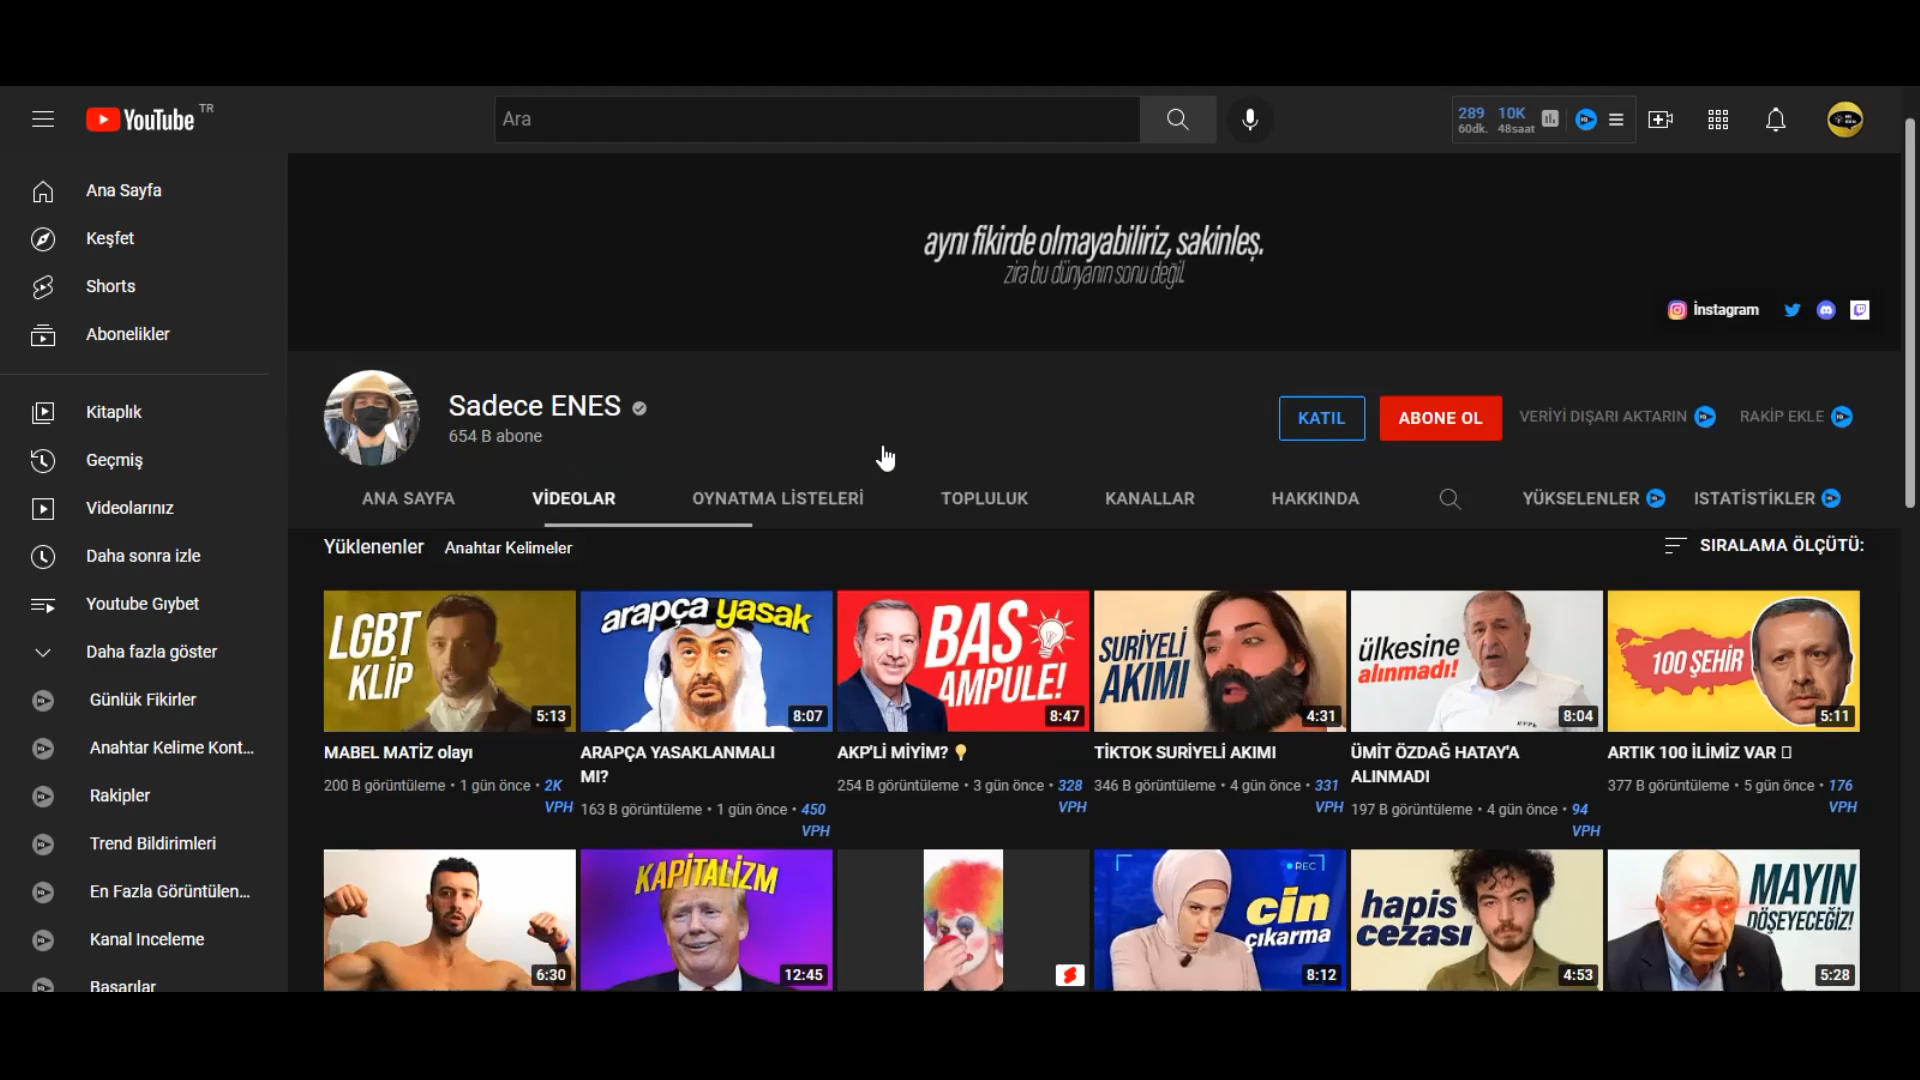 YouTube TR
Ara
289 10K
60dk. 48saat
Ana Sayfa
Keşfet
Shorts
Abonelikler
Kitaplık
Geçmiş
Videolarınız
Daha sonra izle
Youtube Gıybet
Daha fazla göster
Günlük Fikirler
Anahtar Kelime Kont...
Rakipler
Trend Bildirimleri
En Fazla Görüntülen...
Kanal Inceleme
Başarılar
aynı fikirde olmayabiliriz, sakinleş.
zira bu dünyanın sonu değil.
İnstagram
Sadece ENES
654 B abone
KATIL
ABONE OL
VERİYİ DIŞARI AKTARIN
RAKİP EKLE
ANA SAYFA
VİDEOLAR
OYNATMA LİSTELERİ
TOPLULUK
KANALLAR
HAKKINDA
YÜKSELENLER
ISTATİSTİKLER
Yüklenenler
Anahtar Kelimeler
SIRALAMA ÖLÇÜTÜ:
LGBT
KLİP
5:13
MABEL MATİZ olayı
200 B görüntüleme • 1 gün önce • 2K
VPH
arapça yasak
8:07
ARAPÇA YASAKLANMALI
MI?
163 B görüntüleme • 1 gün önce • 450
VPH
BAS
AMPULE!
8:47
AKP'Lİ MİYİM?
254 B görüntüleme • 3 gün önce • 328
VPH
SURİYELİ
AKIMI
4:31
TİKTOK SURİYELİ AKIMI
346 B görüntüleme • 4 gün önce • 331
VPH
ülkesine
alınmadı!
8:04
ÜMİT ÖZDAĞ HATAY'A
ALINMADI
197 B görüntüleme • 4 gün önce • 94
VPH
100 ŞEHİR
5:11
ARTIK 100 İLİMİZ VAR
377 B görüntüleme • 5 gün önce • 176
VPH
6:30
KAPİTALİZM
12:45
REC
cin
çıkarma
8:12
hapis
cezası
4:53
MAYIN
DÖŞEYECEĞİZ!
5:28